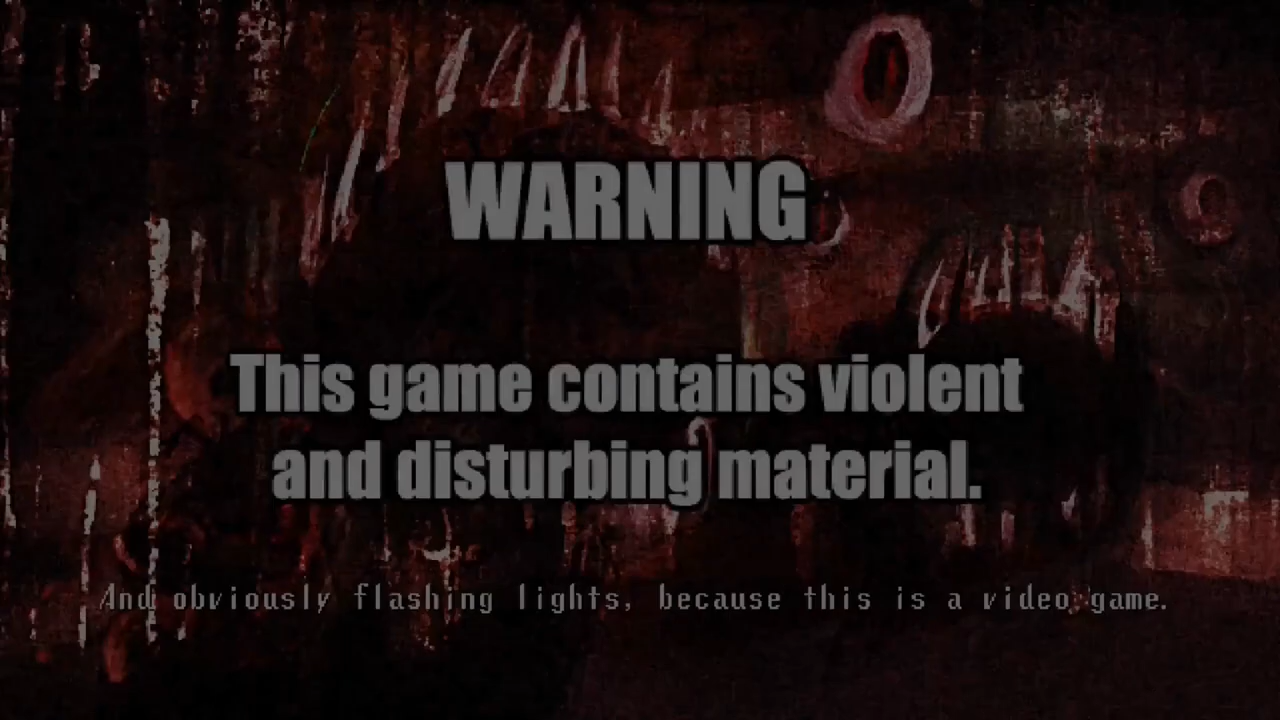 WARNING
This game contains violent
and disturbing material.
And obviously flashing lights, because this is a video game.